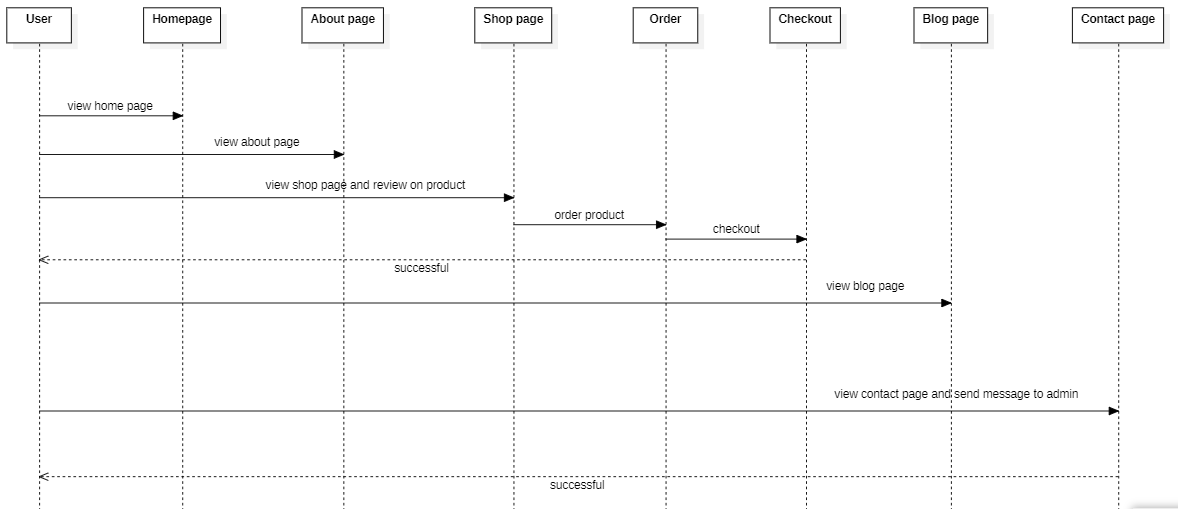 User
Homepage
About page
Shop page
Order
Checkout
Blog page
Contact page
view home page
view about page
view shop page and review on product
order product
checkout
successful
view blog page
view contact page and send message to admin
successful